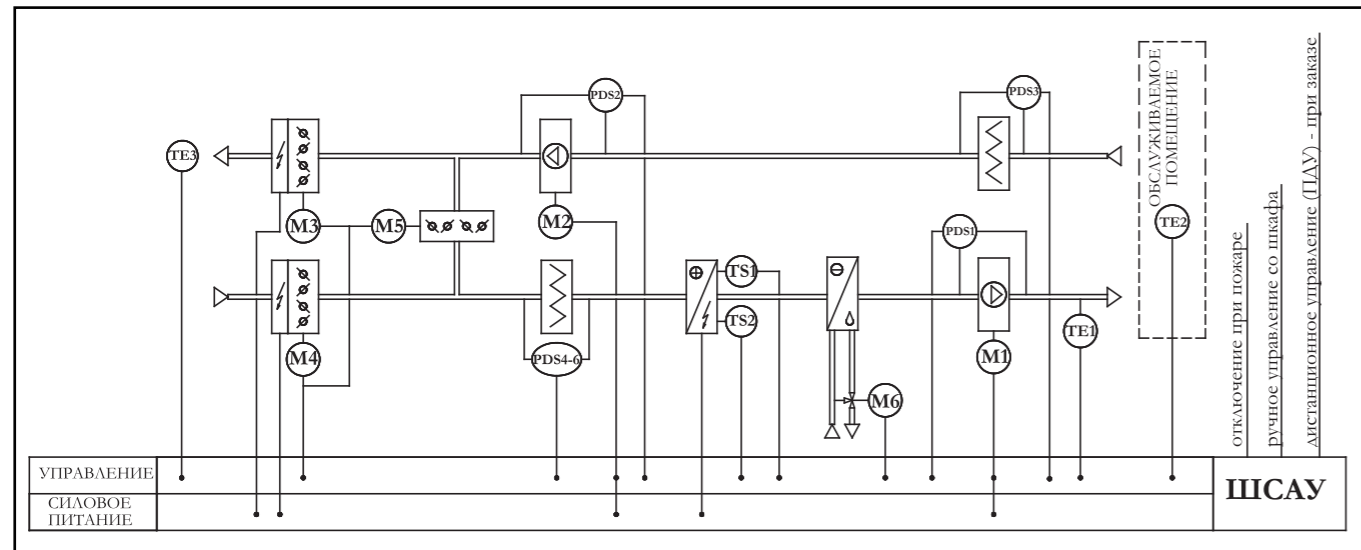 PDS2
PDS3
TE3
M3
M5
M2
PDS1
TE2
ОБСЛУЖИВАЕМОЕ
ПОМЕЩЕНИЕ
TS1
TS2
M4
PDS4-6
M1
TE1
M6
отключение при пожаре
ручное управление со шкафа
дистанционное управление (ПДУ) - при заказе
УПРАВЛЕНИЕ
СИЛОВОЕ
ПИТАНИЕ
ШСАУ